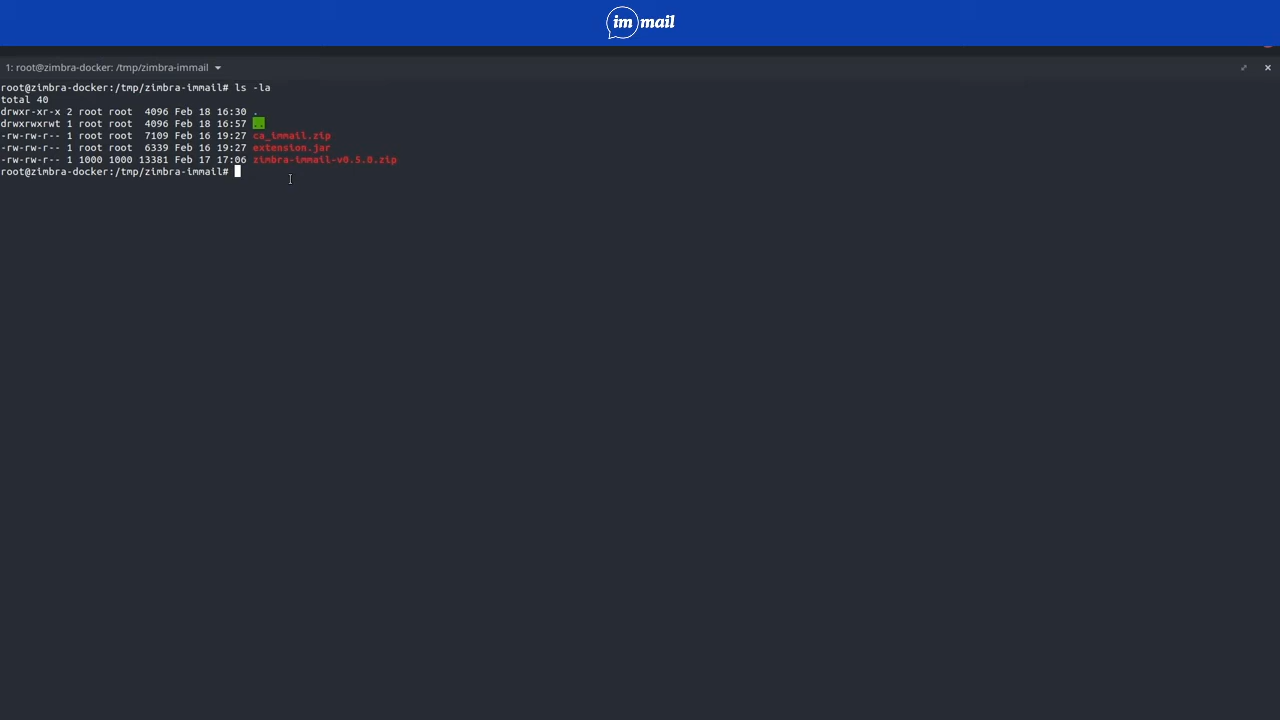 im mail
1: root@zimbra-docker: /tmp/zimbra-immail
root@zimbra-docker:/tmp/zimbra-immail# ls -la
total 40
drwxr-xr-x 2 root root  4096 Feb 18 16:30 .
drwxrwxrwt 1 root root  4096 Feb 18 16:57 ..
-rw-rw-r-- 1 root root  7109 Feb 16 19:27 ca_immail.zip
-rw-rw-r-- 1 root root  6339 Feb 16 19:27 extension.jar
-rw-rw-r-- 1 1000 1000 13381 Feb 17 17:06 zimbra-immail-v0.5.0.zip
root@zimbra-docker:/tmp/zimbra-immail#